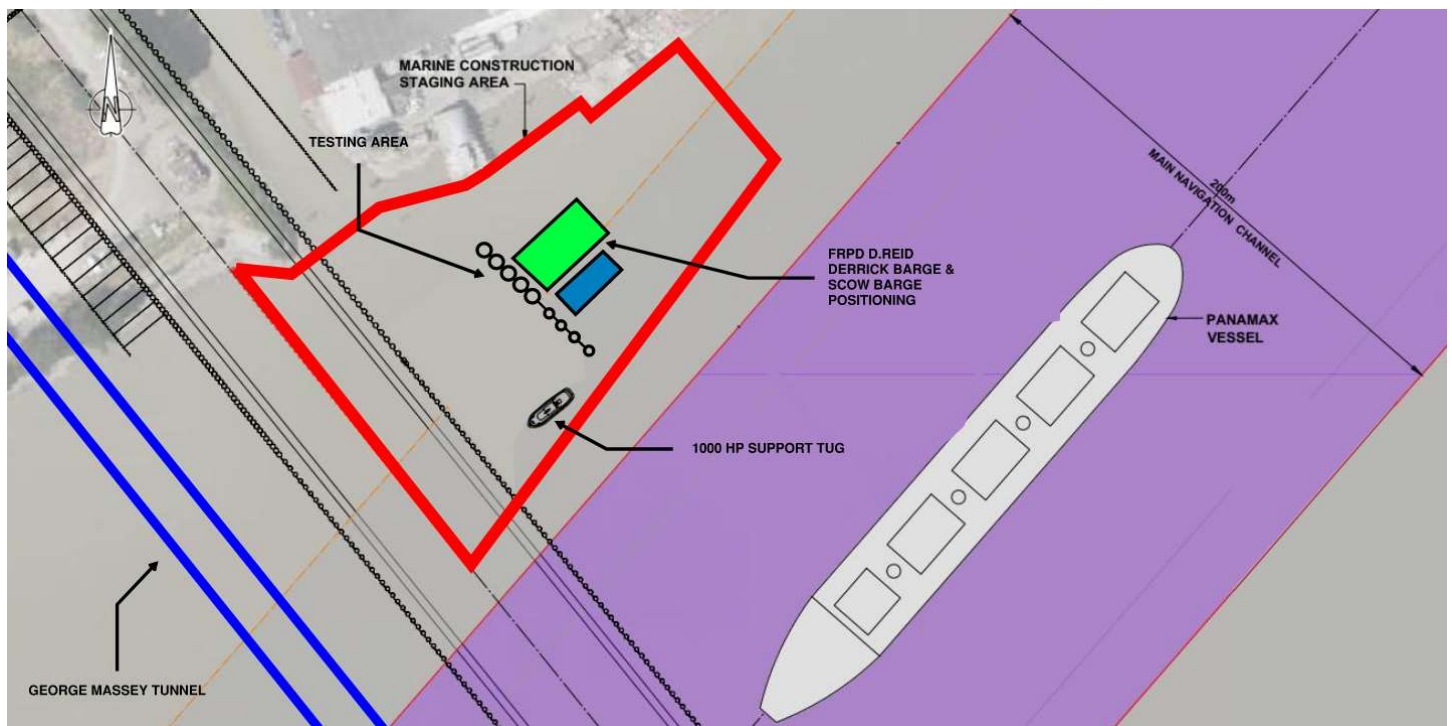 MARINE CONSTRUCTION
STAGING AREA
TESTING AREA
N
200m
MAIN NAVIGATION CHANNEL
FRPD D.REID
DERRICK BARGE &
SCOW BARGE
POSITIONING
PANAMAX
VESSEL
1000 HP SUPPORT TUG
GEORGE MASSEY TUNNEL